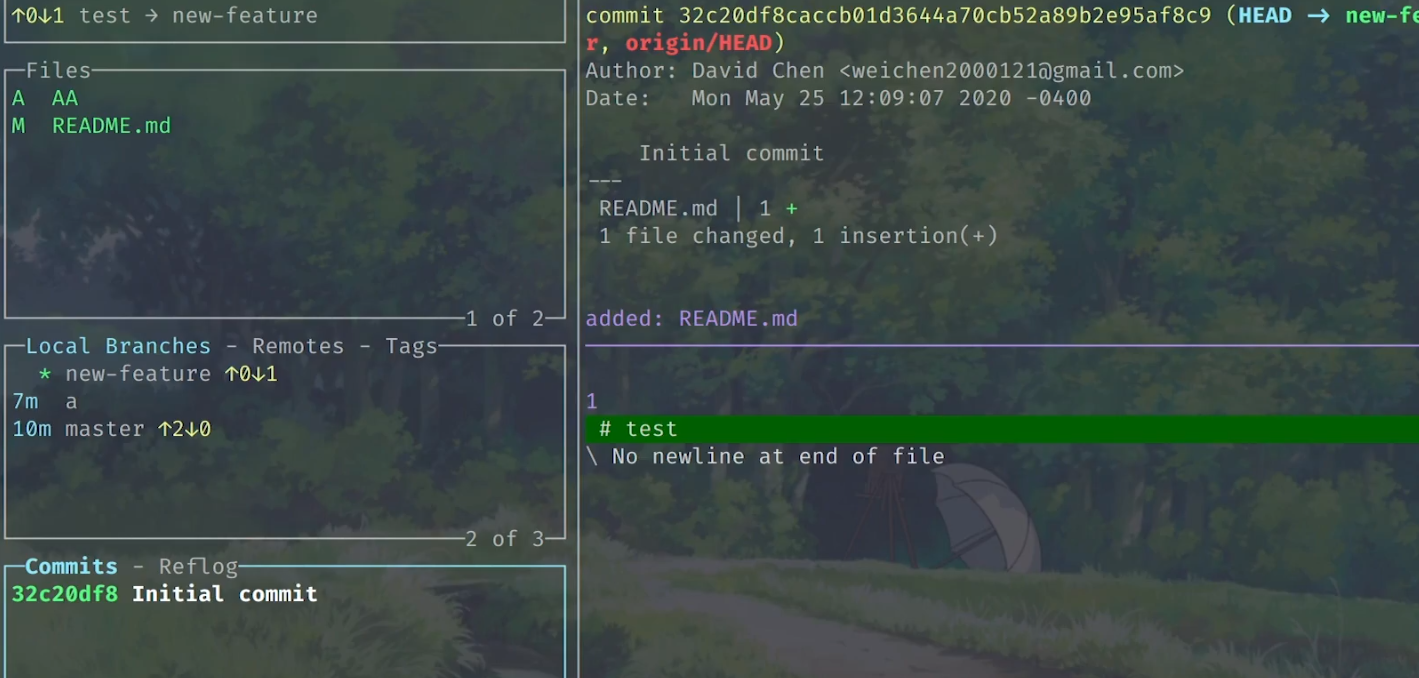 ↑0↓1 test → new-feature
Files
A AA
M README.md
1 of 2
Local Branches - Remotes - Tags
* new-feature ↑0↓1
7m a
10m master ↑2↓0
2 of 3
Commits - Reflog
32c20df8 Initial commit
commit 32c20df8caccb01d3644a70cb52a89b2e95af8c9 (HEAD → new-fe
r, origin/HEAD)
Author: David Chen <weichen2000121@gmail.com>
Date: Mon May 25 12:09:07 2020 -0400
Initial commit
---
README.md | 1 +
1 file changed, 1 insertion(+)
added: README.md
1
# test
\ No newline at end of file